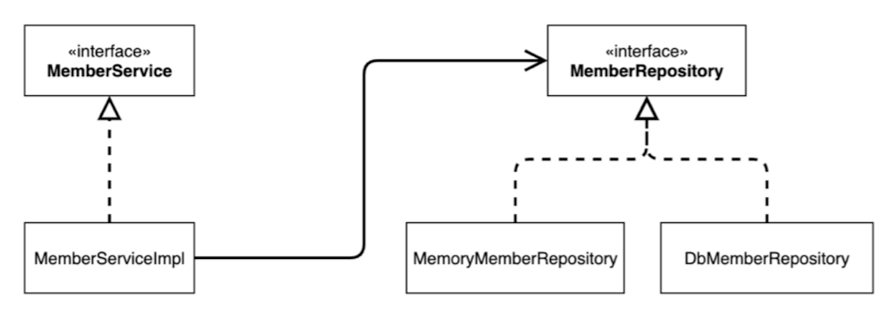 «interface»
MemberService
«interface»
MemberRepository
MemberServiceImpl
MemoryMemberRepository
DbMemberRepository